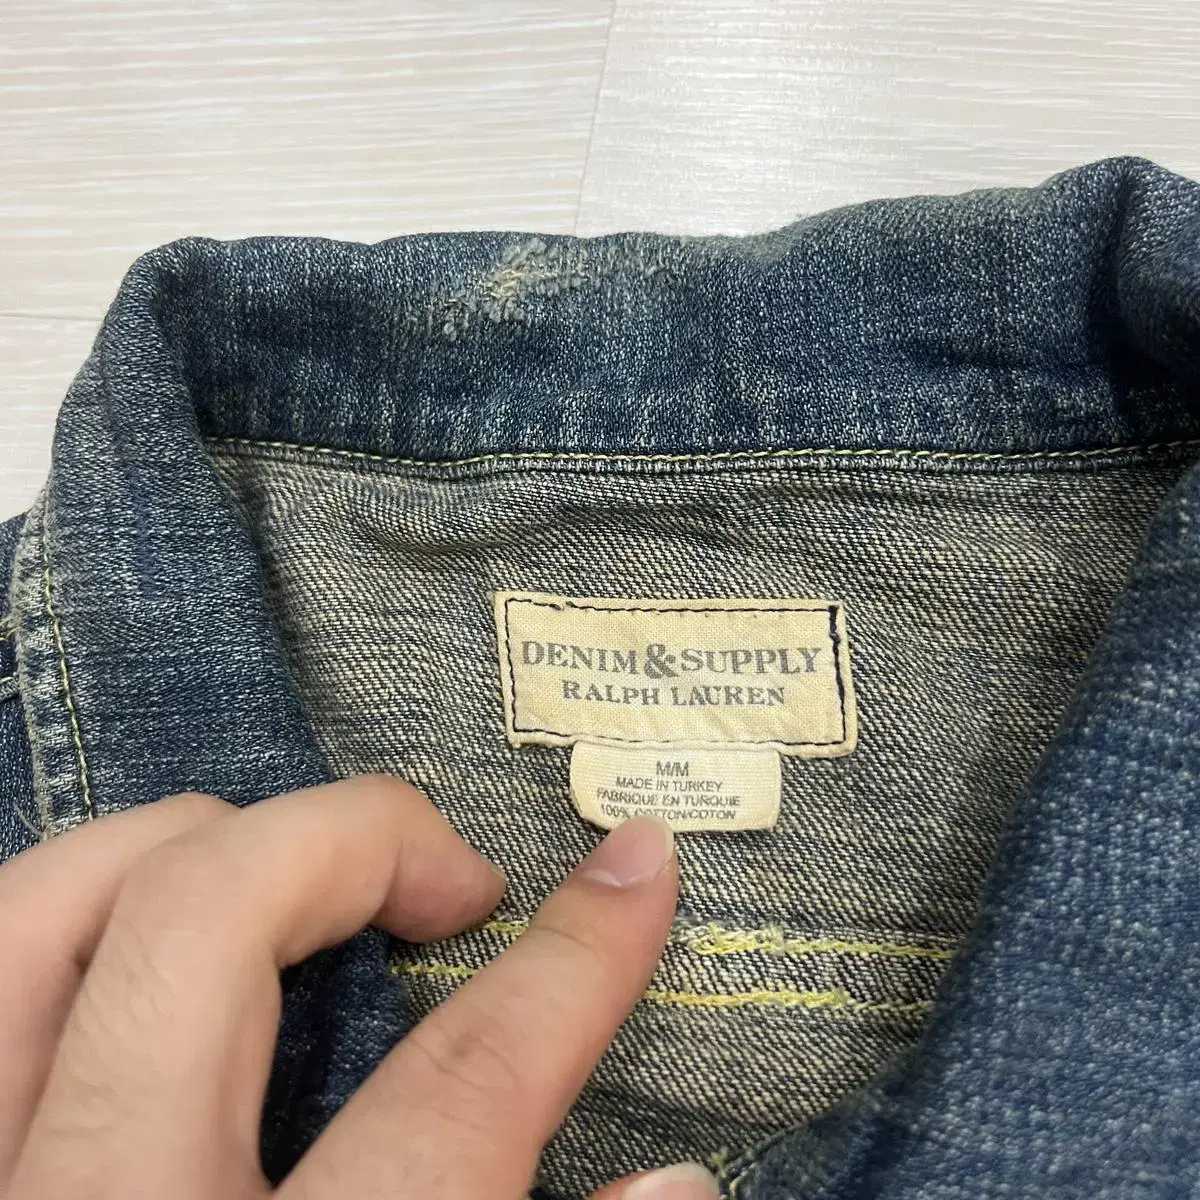 DENIM&SUPPLY
RALPH LAUREN
M/M
MADE IN TURKEY
FABRIQUE EN TURQUIE
100% COTTON/COTON